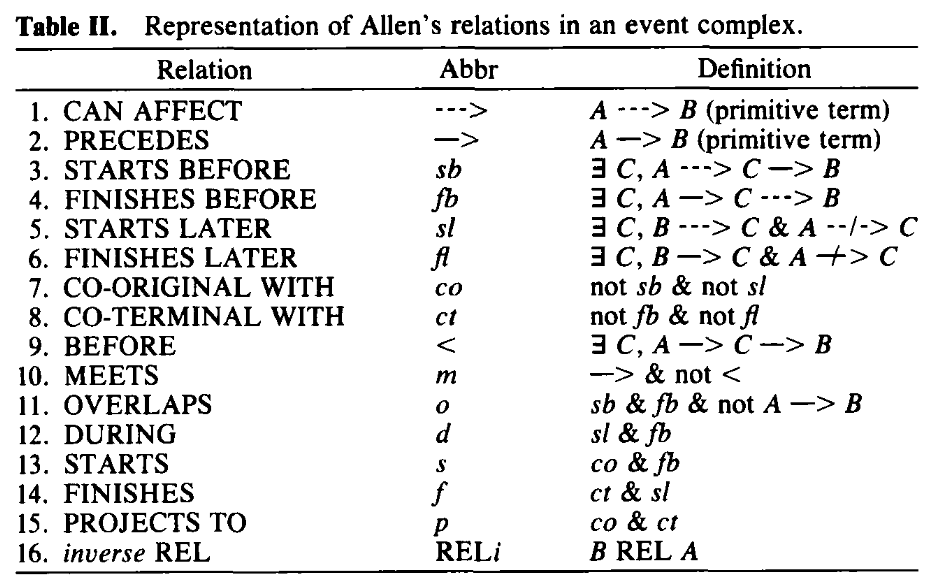 Table II. Representation of Allen's relations in an event complex.
Relation Abbr Definition
1. CAN AFFECT ---> A ---> B (primitive term)
2. PRECEDES —> A —> B (primitive term)
3. STARTS BEFORE sb ∃ C, A ---> C —> B
4. FINISHES BEFORE fb ∃ C, A —> C ---> B
5. STARTS LATER sl ∃ C, B ---> C & A --/-> C
6. FINISHES LATER fl ∃ C, B —> C & A -/-> C
7. CO-ORIGINAL WITH co not sb & not sl
8. CO-TERMINAL WITH ct not fb & not fl
9. BEFORE < ∃ C, A —> C —> B
10. MEETS m —> & not <
11. OVERLAPS o sb & fb & not A —> B
12. DURING d sl & fb
13. STARTS s co & fb
14. FINISHES f ct & sl
15. PROJECTS TO p co & ct
16. inverse REL RELi B REL A